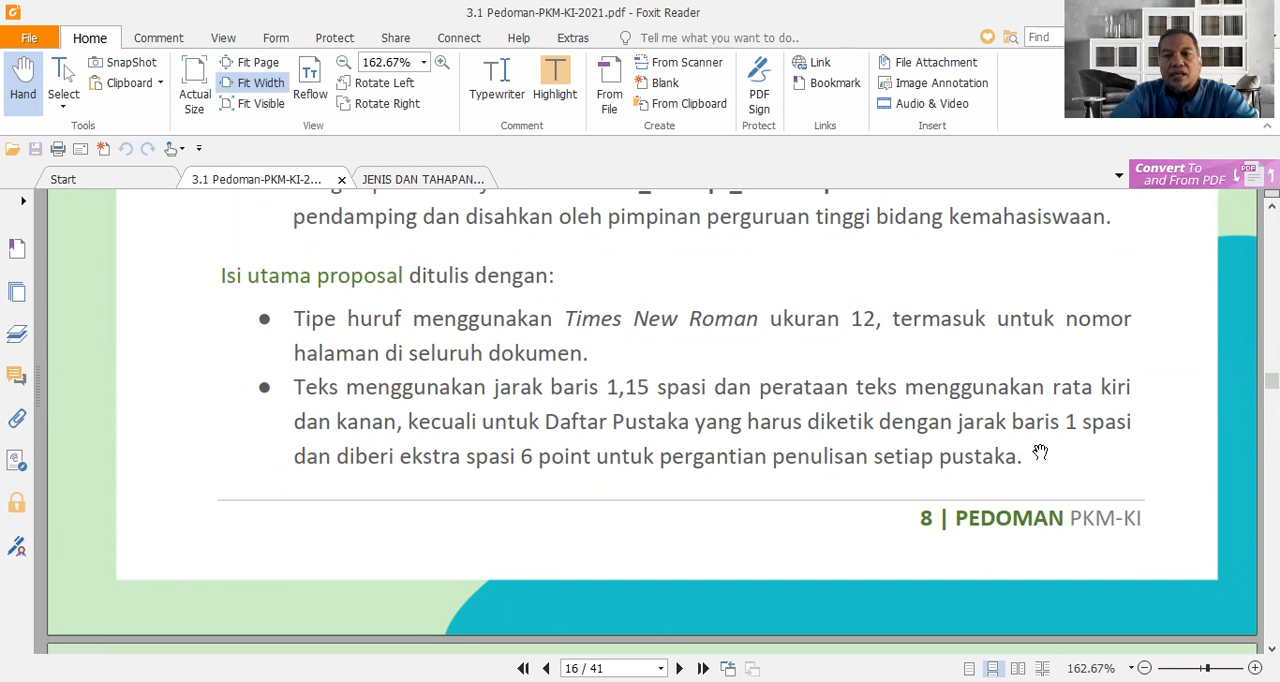 3.1 Pedoman-PKM-KI-2021.pdf - Foxit Reader
File Home Comment View Form Protect Share Help Extras Tell me what you want to do.. Find
Hand
Select
SnapShot
Clipboard
Actual Size
Fit Page
Fit Width
Fit Visible
Reflow
162.67%
Rotate Left
Rotate Right
Typewriter
Highlight
From File
From Scanner
Blank
From Clipboard
PDF Sign
Link
Bookmark
File Attachment
Image Annotation
Audio & Video
Tools View Comment Create Protect Links Insert
Start 3.1 Pedoman-PKM-KI-2... JENIS DAN TAHAPAN...
Convert To
and From PDF
PDF
pendamping dan disahkan oleh pimpinan perguruan tinggi bidang kemahasiswaan.
Isi utama proposal ditulis dengan:
● Tipe huruf menggunakan Times New Roman ukuran 12, termasuk untuk nomor
halaman di seluruh dokumen.
● Teks menggunakan jarak baris 1,15 spasi dan perataan teks menggunakan rata kiri
dan kanan, kecuali untuk Daftar Pustaka yang harus diketik dengan jarak baris 1 spasi
dan diberi ekstra spasi 6 point untuk pergantian penulisan setiap pustaka.
8 | PEDOMAN PKM-KI
16 / 41
162.67%